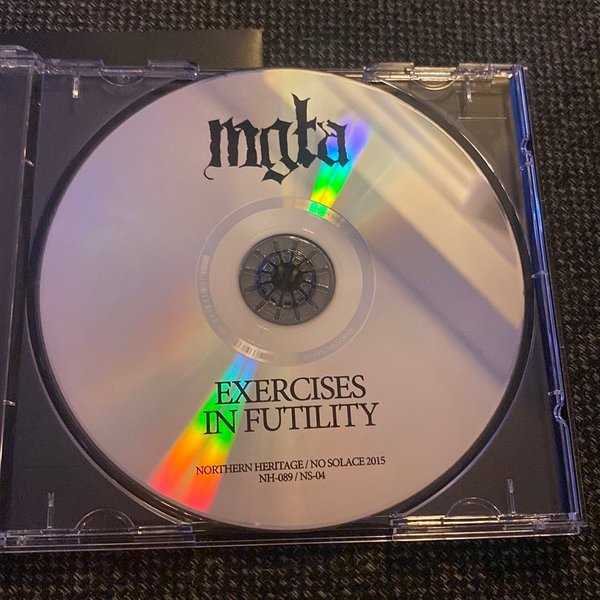 mgła
EXERCISES
IN FUTILITY
NORTHERN HERITAGE / NO SOLACE 2015
NH-089 / NS-04